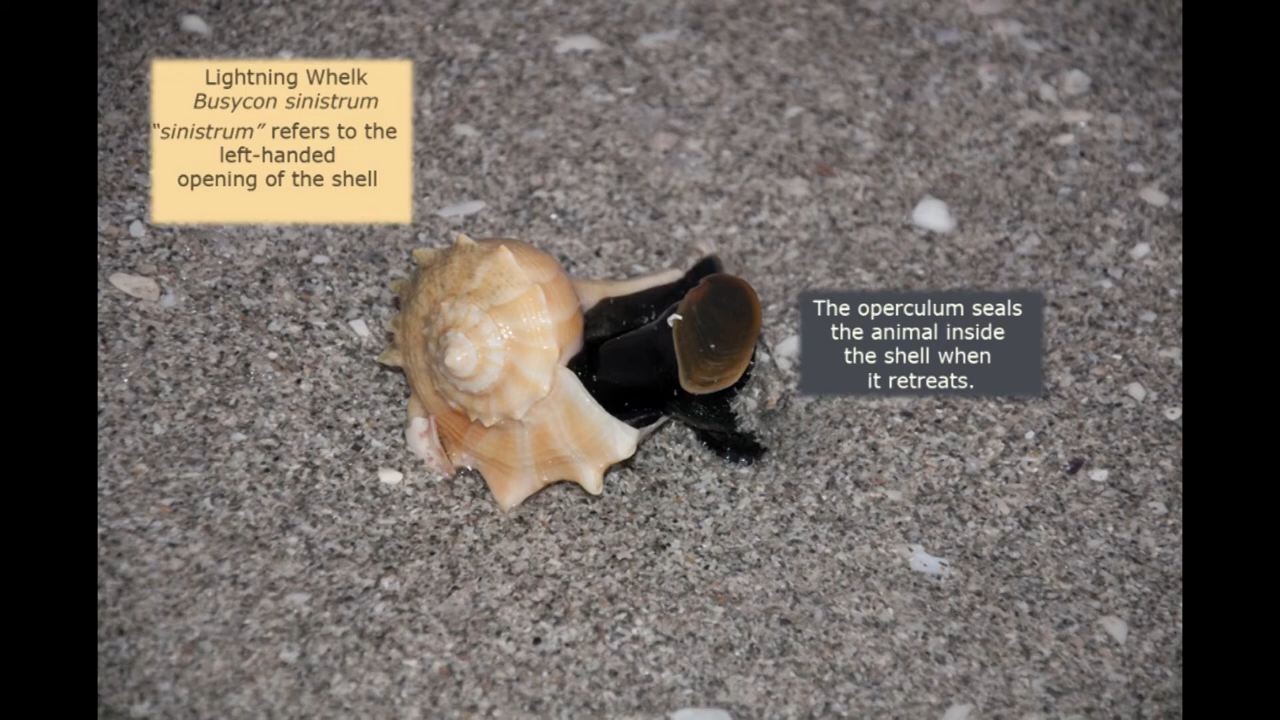 Lightning Whelk
Busycon sinistrum
“sinistrum” refers to the
left-handed
opening of the shell
The operculum seals
the animal inside
the shell when
it retreats.